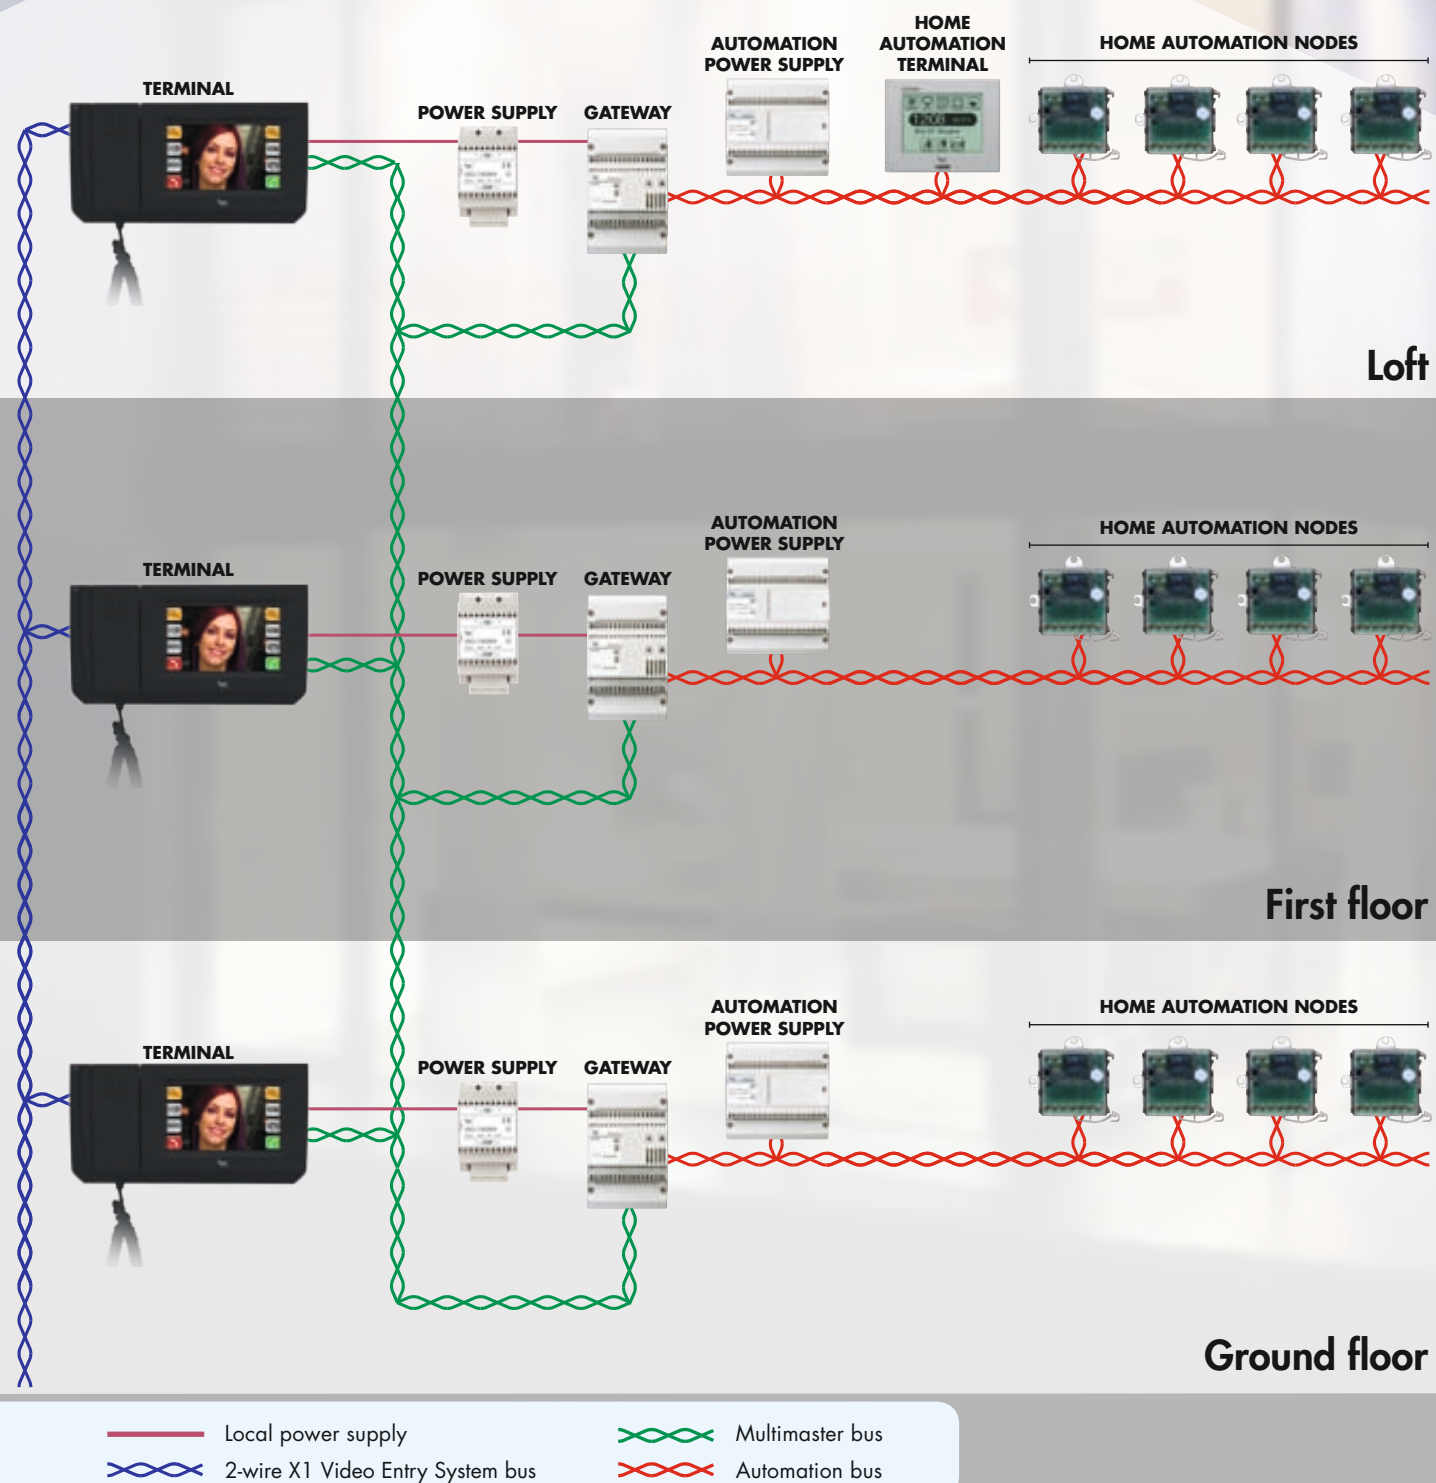 HOME
AUTOMATION
TERMINAL
AUTOMATION
POWER SUPPLY
HOME AUTOMATION NODES
TERMINAL
POWER SUPPLY
GATEWAY
Loft
AUTOMATION
POWER SUPPLY
HOME AUTOMATION NODES
TERMINAL
POWER SUPPLY
GATEWAY
First floor
AUTOMATION
POWER SUPPLY
HOME AUTOMATION NODES
TERMINAL
POWER SUPPLY
GATEWAY
Ground floor
Local power supply
Multimaster bus
2-wire X1 Video Entry System bus
Automation bus